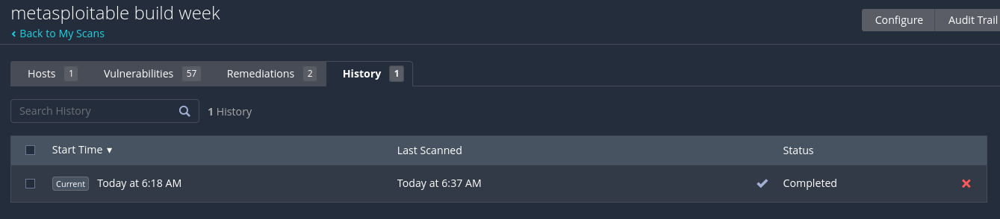 metasploitable build week
‹ Back to My Scans
Configure Audit Trail
Hosts 1 Vulnerabilities 57 Remediations 2 History 1
Search History 1 History
Start Time ▾ Last Scanned Status
Current Today at 6:18 AM Today at 6:37 AM Completed